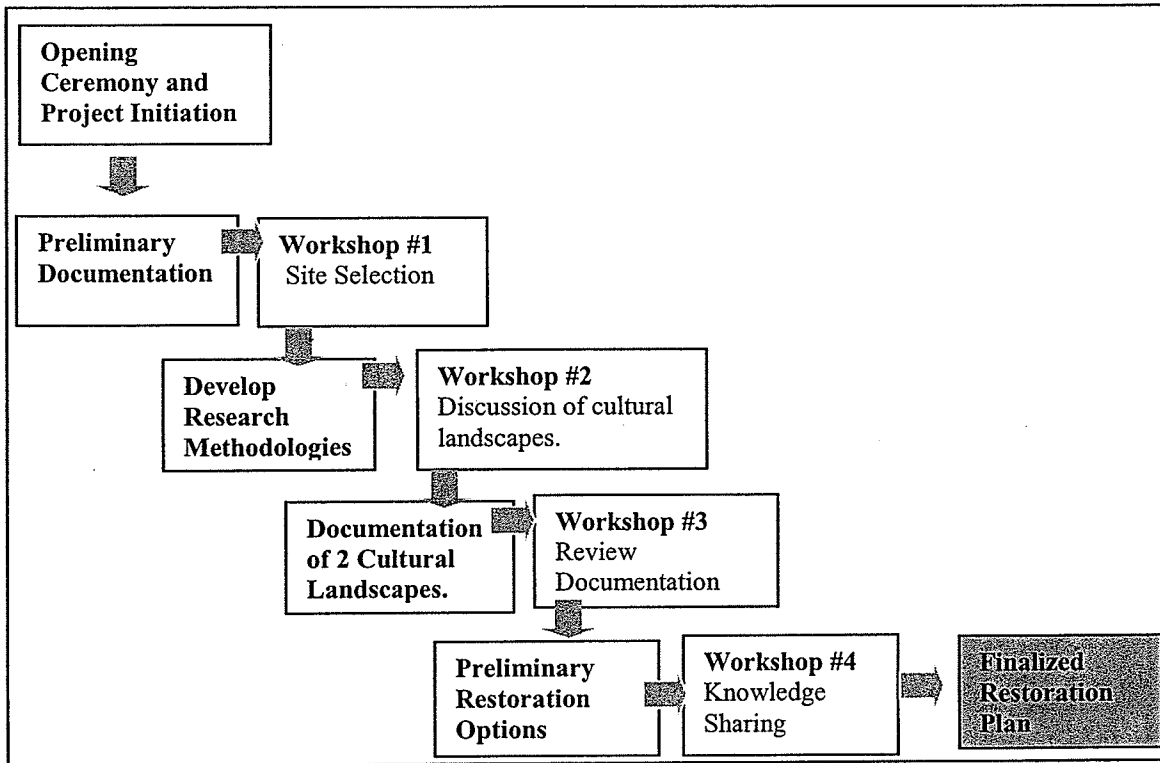 Opening
Ceremony and
Project Initiation
Preliminary
Documentation
Workshop #1
Site Selection
Develop
Research
Methodologies
Workshop #2
Discussion of cultural
landscapes.
Documentation
of 2 Cultural
Landscapes.
Workshop #3
Review
Documentation
Preliminary
Restoration
Options
Workshop #4
Knowledge
Sharing
Finalized
Restoration
Plan